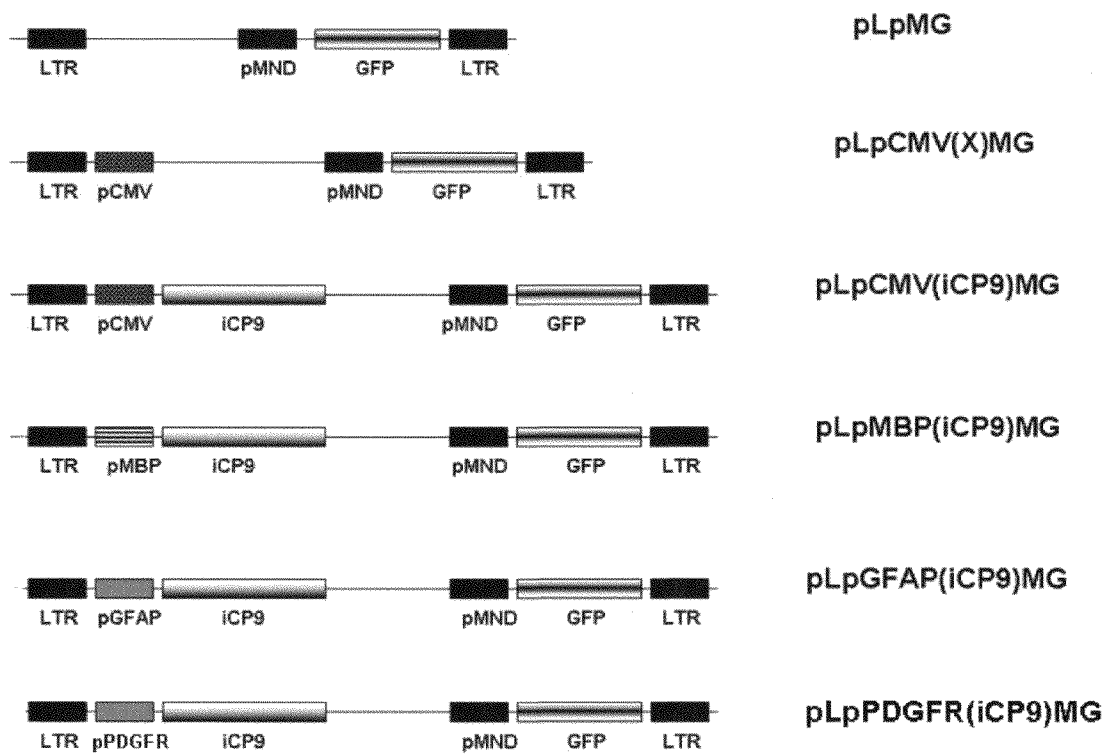 pLpMG
LTR pMND GFP LTR
pLpCMV(X)MG
LTR pCMV pMND GFP LTR
pLpCMV(iCP9)MG
LTR pCMV iCP9 pMND GFP LTR
pLpMBP(iCP9)MG
LTR pMBP iCP9 pMND GFP LTR
pLpGFAP(iCP9)MG
LTR pGFAP iCP9 pMND GFP LTR
pLpPDGFR(iCP9)MG
LTR pPDGFR iCP9 pMND GFP LTR